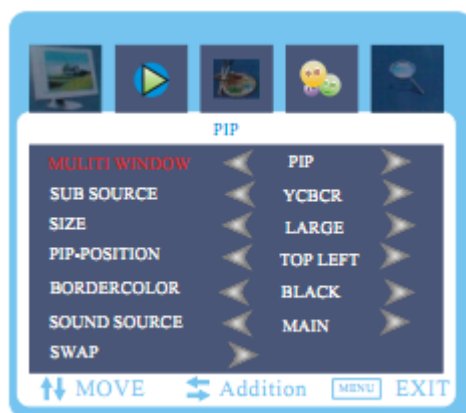 PIP
MULITI WINDOW PIP
SUB SOURCE YCBCR
SIZE LARGE
PIP-POSITION TOP LEFT
BORDERCOLOR BLACK
SOUND SOURCE MAIN
SWAP
MOVE Addition MENU EXIT